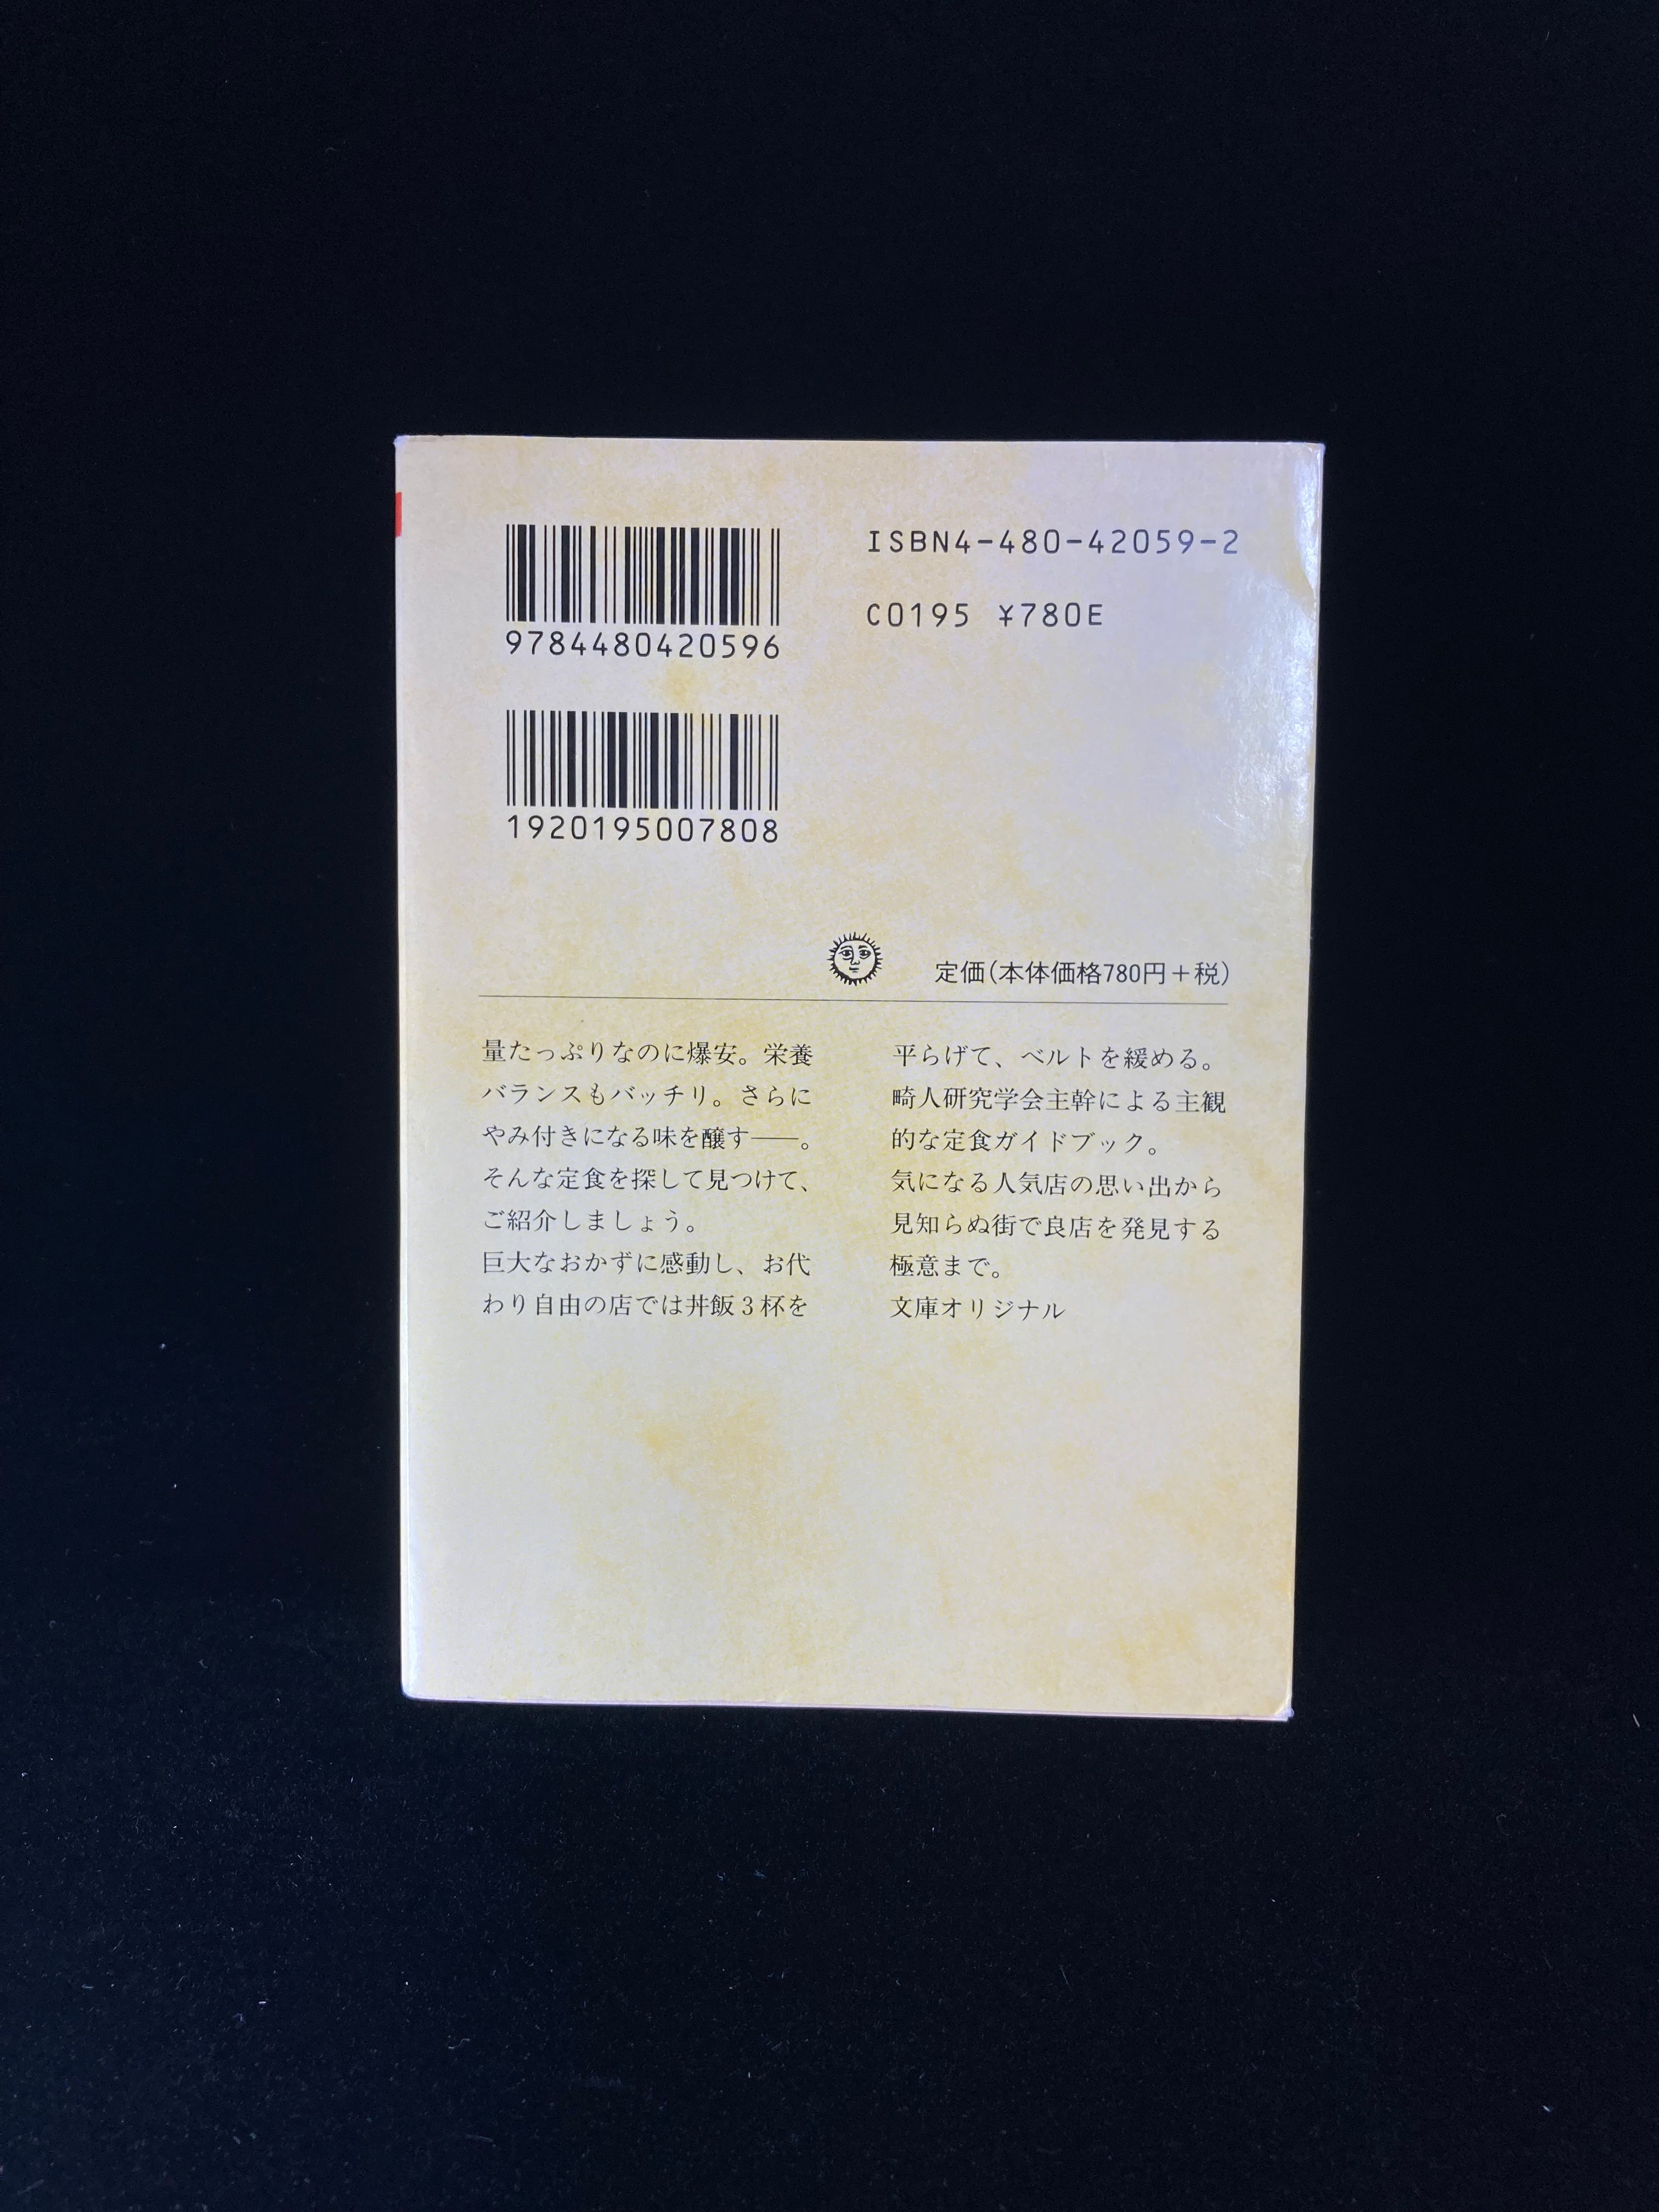 ISBN4-480-42059-2
C0195 ¥780E
9784480420596
1920195007808
定価(本体価格780円+税)
量たっぷりなのに爆安。栄養
バランスもバッチリ。さらに
やみ付きになる味を醸す——。
そんな定食を探して見つけて、
ご紹介しましょう。
巨大なおかずに感動し、お代
わり自由の店では丼飯3杯を
平らげて、ベルトを緩める。
畸人研究学会主幹による主観
的な定食ガイドブック。
気になる人気店の思い出から
見知らぬ街で良店を発見する
極意まで。
文庫オリジナル